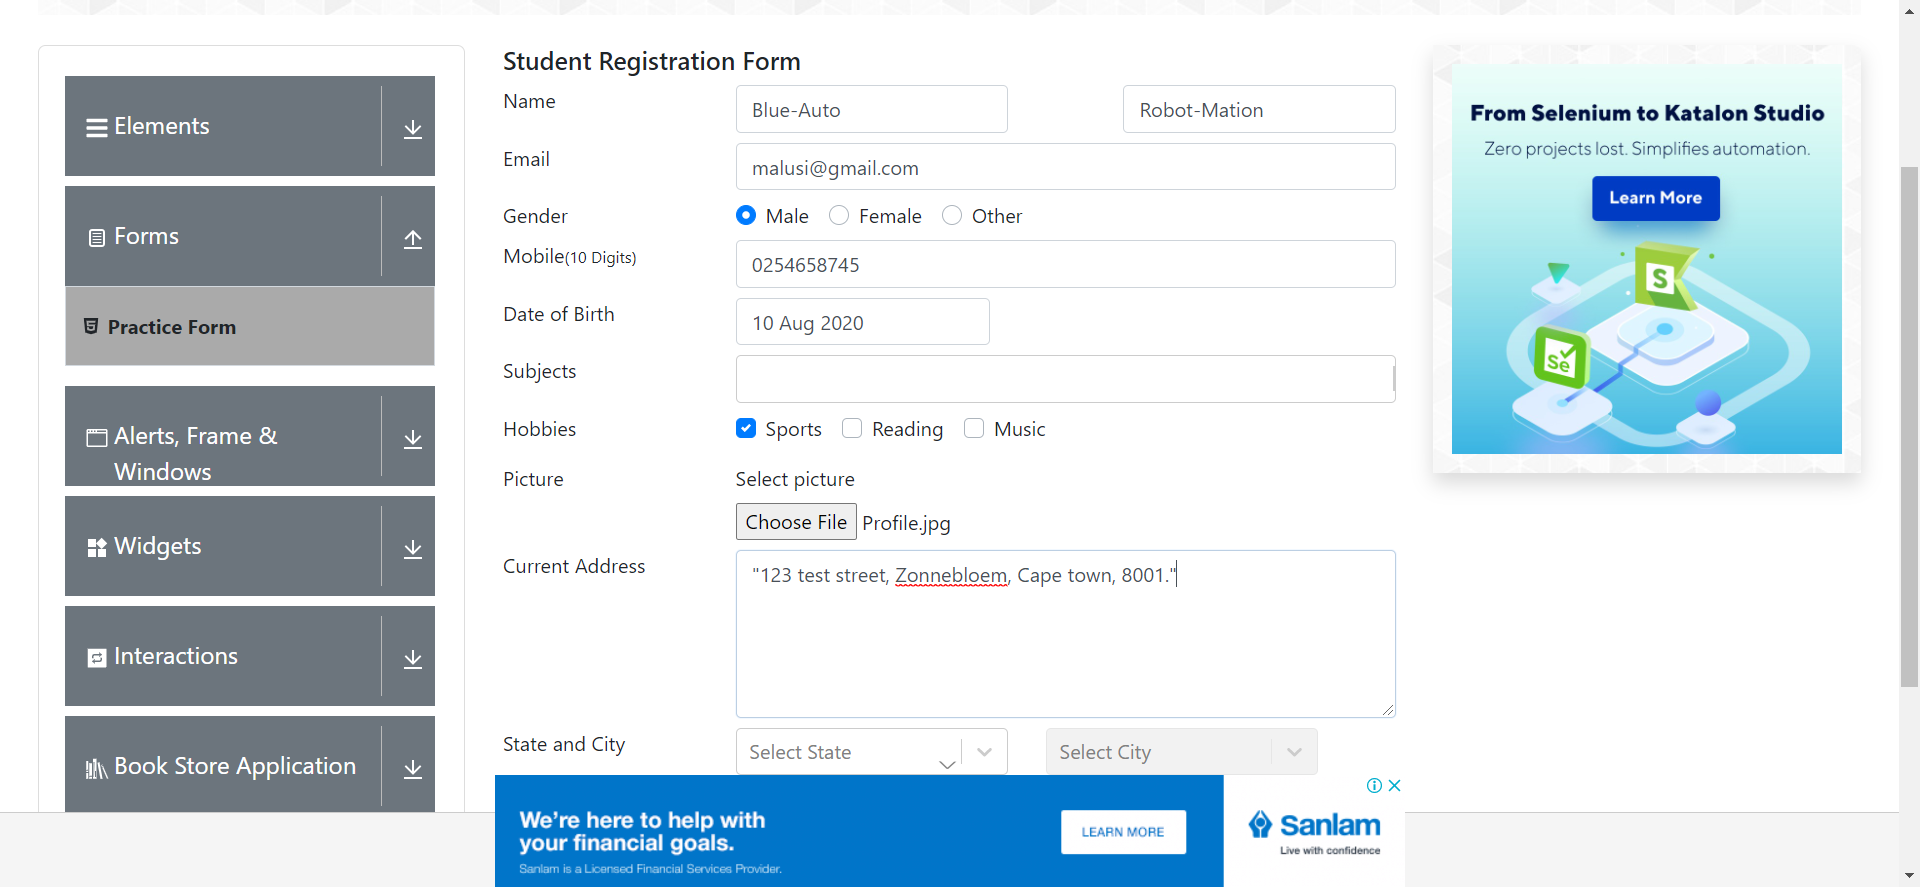 Elements
Forms
Practice Form
Alerts, Frame &
Windows
Widgets
Interactions
Book Store Application
Student Registration Form
Name
Blue-Auto
Robot-Mation
Email
malusi@gmail.com
Gender
Male
Female
Other
Mobile(10 Digits)
0254658745
Date of Birth
10 Aug 2020
Subjects
Hobbies
Sports
Reading
Music
Picture
Select picture
Choose File Profile.jpg
Current Address
"123 test street, Zonnebloem, Cape town, 8001."
State and City
Select State
Select City
From Selenium to Katalon Studio
Zero projects lost. Simplifies automation.
Learn More
S
Se
We're here to help with
your financial goals.
Sanlam is a Licensed Financial Services Provider.
LEARN MORE
Sanlam
Live with confidence